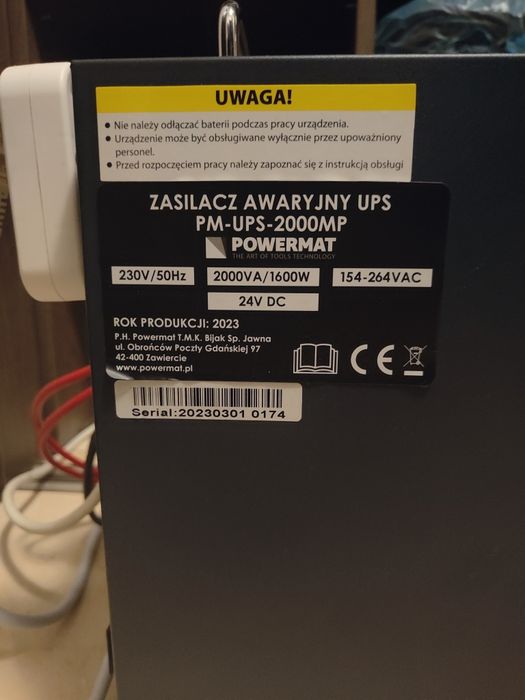 UWAGA!
• Nie należy odłączać baterii podczas pracy urządzenia.
• Urządzenie może być obsługiwane wyłącznie przez upoważniony
personel.
• Przed rozpoczęciem pracy należy zapoznać się z instrukcją obsługi
ZASILACZ AWARYJNY UPS
PM-UPS-2000MP
POWERMAT
THE ART OF TOOLS TECHNOLOGY
230V/50Hz 2000VA/1600W 154-264VAC
24V DC
ROK PRODUKCJI: 2023
P.H. Powermat T.M.K. Bijak Sp. Jawna
ul. Obrońców Poczty Gdańskiej 97
42-400 Zawiercie
www.powermat.pl
CE
Serial:20230301 0174